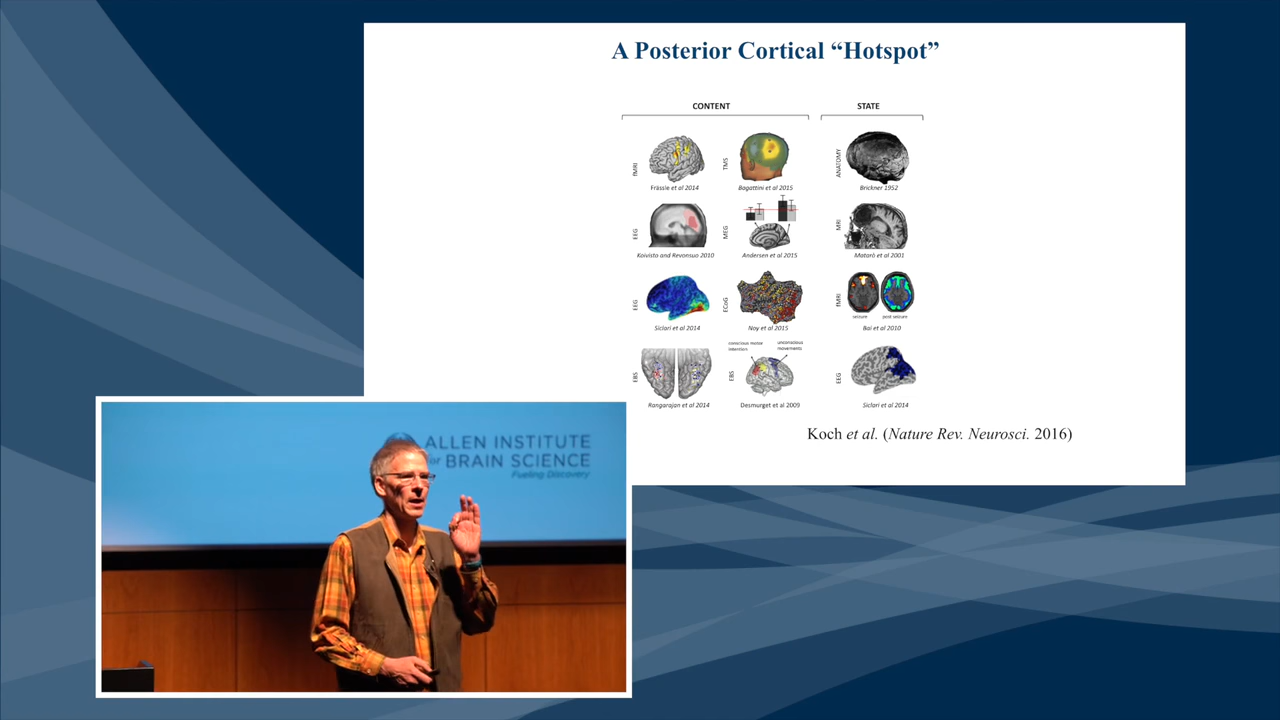 A Posterior Cortical “Hotspot”
CONTENT
STATE
fMRI
Frässle et al 2014
TMS
Bagattini et al 2015
ANATOMY
Brickner 1952
EEG
Koivisto and Revonsuo 2010
MEG
Andersen et al 2015
MRI
Mataró et al 2001
EEG
Siclari et al 2014
ECoG
Noy et al 2015
fMRI
seizure
post seizure
Bai et al 2010
EBS
Rangarajan et al 2014
EBS
conscious motor
intention
unconscious
movements
Desmurget et al 2009
EEG
Siclari et al 2014
Koch et al. (Nature Rev. Neurosci. 2016)
ALLEN INSTITUTE
for BRAIN SCIENCE
Fueling Discovery